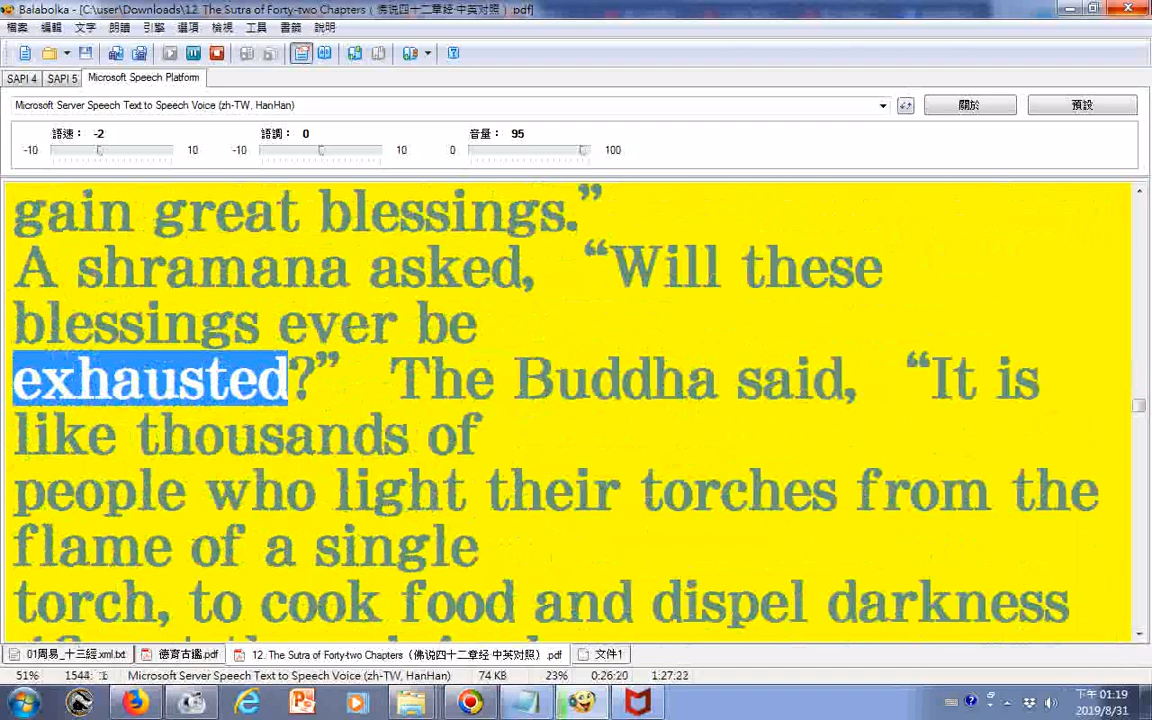 Balabolka - [C:\user\Downloads\12. The Sutra of Forty-two Chapters（佛说四十二章经·中英对照）.pdf]
檔案 編輯 文字 朗讀 引擎 選項 檢視 工具 書籤 說明
SAPI 4 SAPI 5 Microsoft Speech Platform
Microsoft Server Speech Text to Speech Voice (zh-TW, HanHan) 關於 預設
語速： -2 語調： 0 音量： 95
-10 10 -10 10 0 100
gain great blessings.”
A shramana asked, “Will these
blessings ever be
exhausted?” The Buddha said, “It is
like thousands of
people who light their torches from the
flame of a single
torch, to cook food and dispel darkness
01周易_十三經.xml.txt 德育古鑑.pdf 12. The Sutra of Forty-two Chapters（佛说四十二章经·中英对照）.pdf 文件1
51% Microsoft Server Speech Text to Speech Voice (zh-TW, HanHan) 74 KB 23% 0:26:20 1:27:22
下午 01:19
2019/8/31